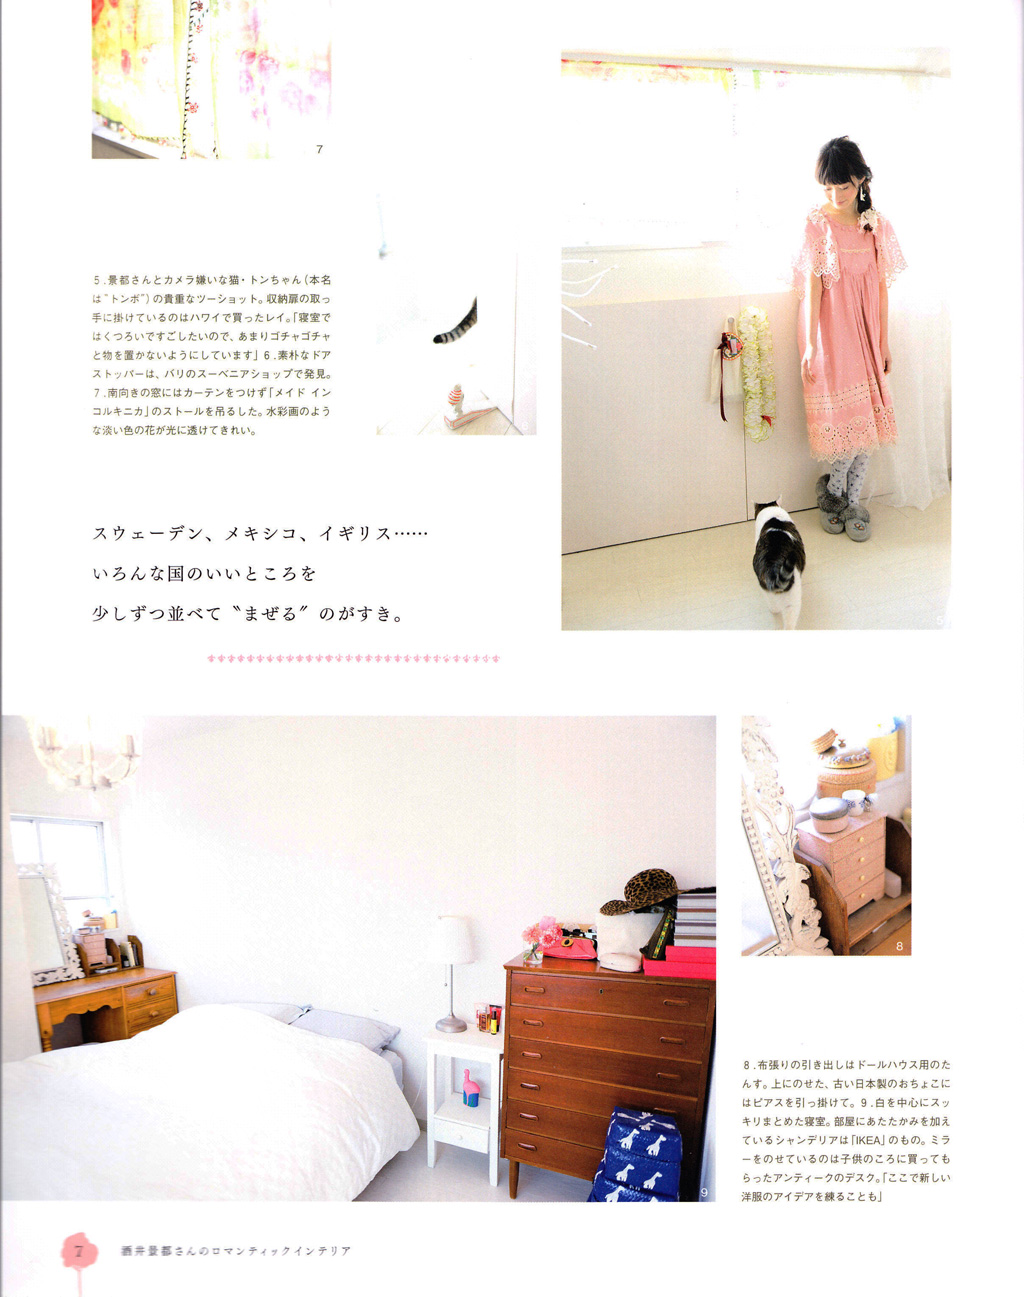 7
5.景都さんとカメラ嫌いな猫・トンちゃん（本名
は“トンボ”）の貴重なツーショット。収納扉の取っ
手に掛けているのはハワイで買ったレイ。「寝室で
はくつろいですごしたいので、あまりゴチャゴチャ
と物を置かないようにしています」6.素朴なドア
ストッパーは、バリのスーベニアショップで発見。
7.南向きの窓にはカーテンをつけず「メイド イン
コルキニカ」のストールを吊るした。水彩画のよう
な淡い色の花が光に透けてきれい。
6
5
スウェーデン、メキシコ、イギリス……
いろんな国のいいところを
少しずつ並べて〝まぜる〟のがすき。
8
9
8.布張りの引き出しはドールハウス用のた
んす。上にのせた、古い日本製のおちょこに
はピアスを引っ掛けて。9.白を中心にスッ
キリまとめた寝室。部屋にあたたかみを加え
ているシャンデリアは「IKEA」のもの。ミラ
ーをのせているのは子供のころに買っても
らったアンティークのデスク。「ここで新しい
洋服のアイデアを練ることも」
7 酒井景都さんのロマンティックインテリア